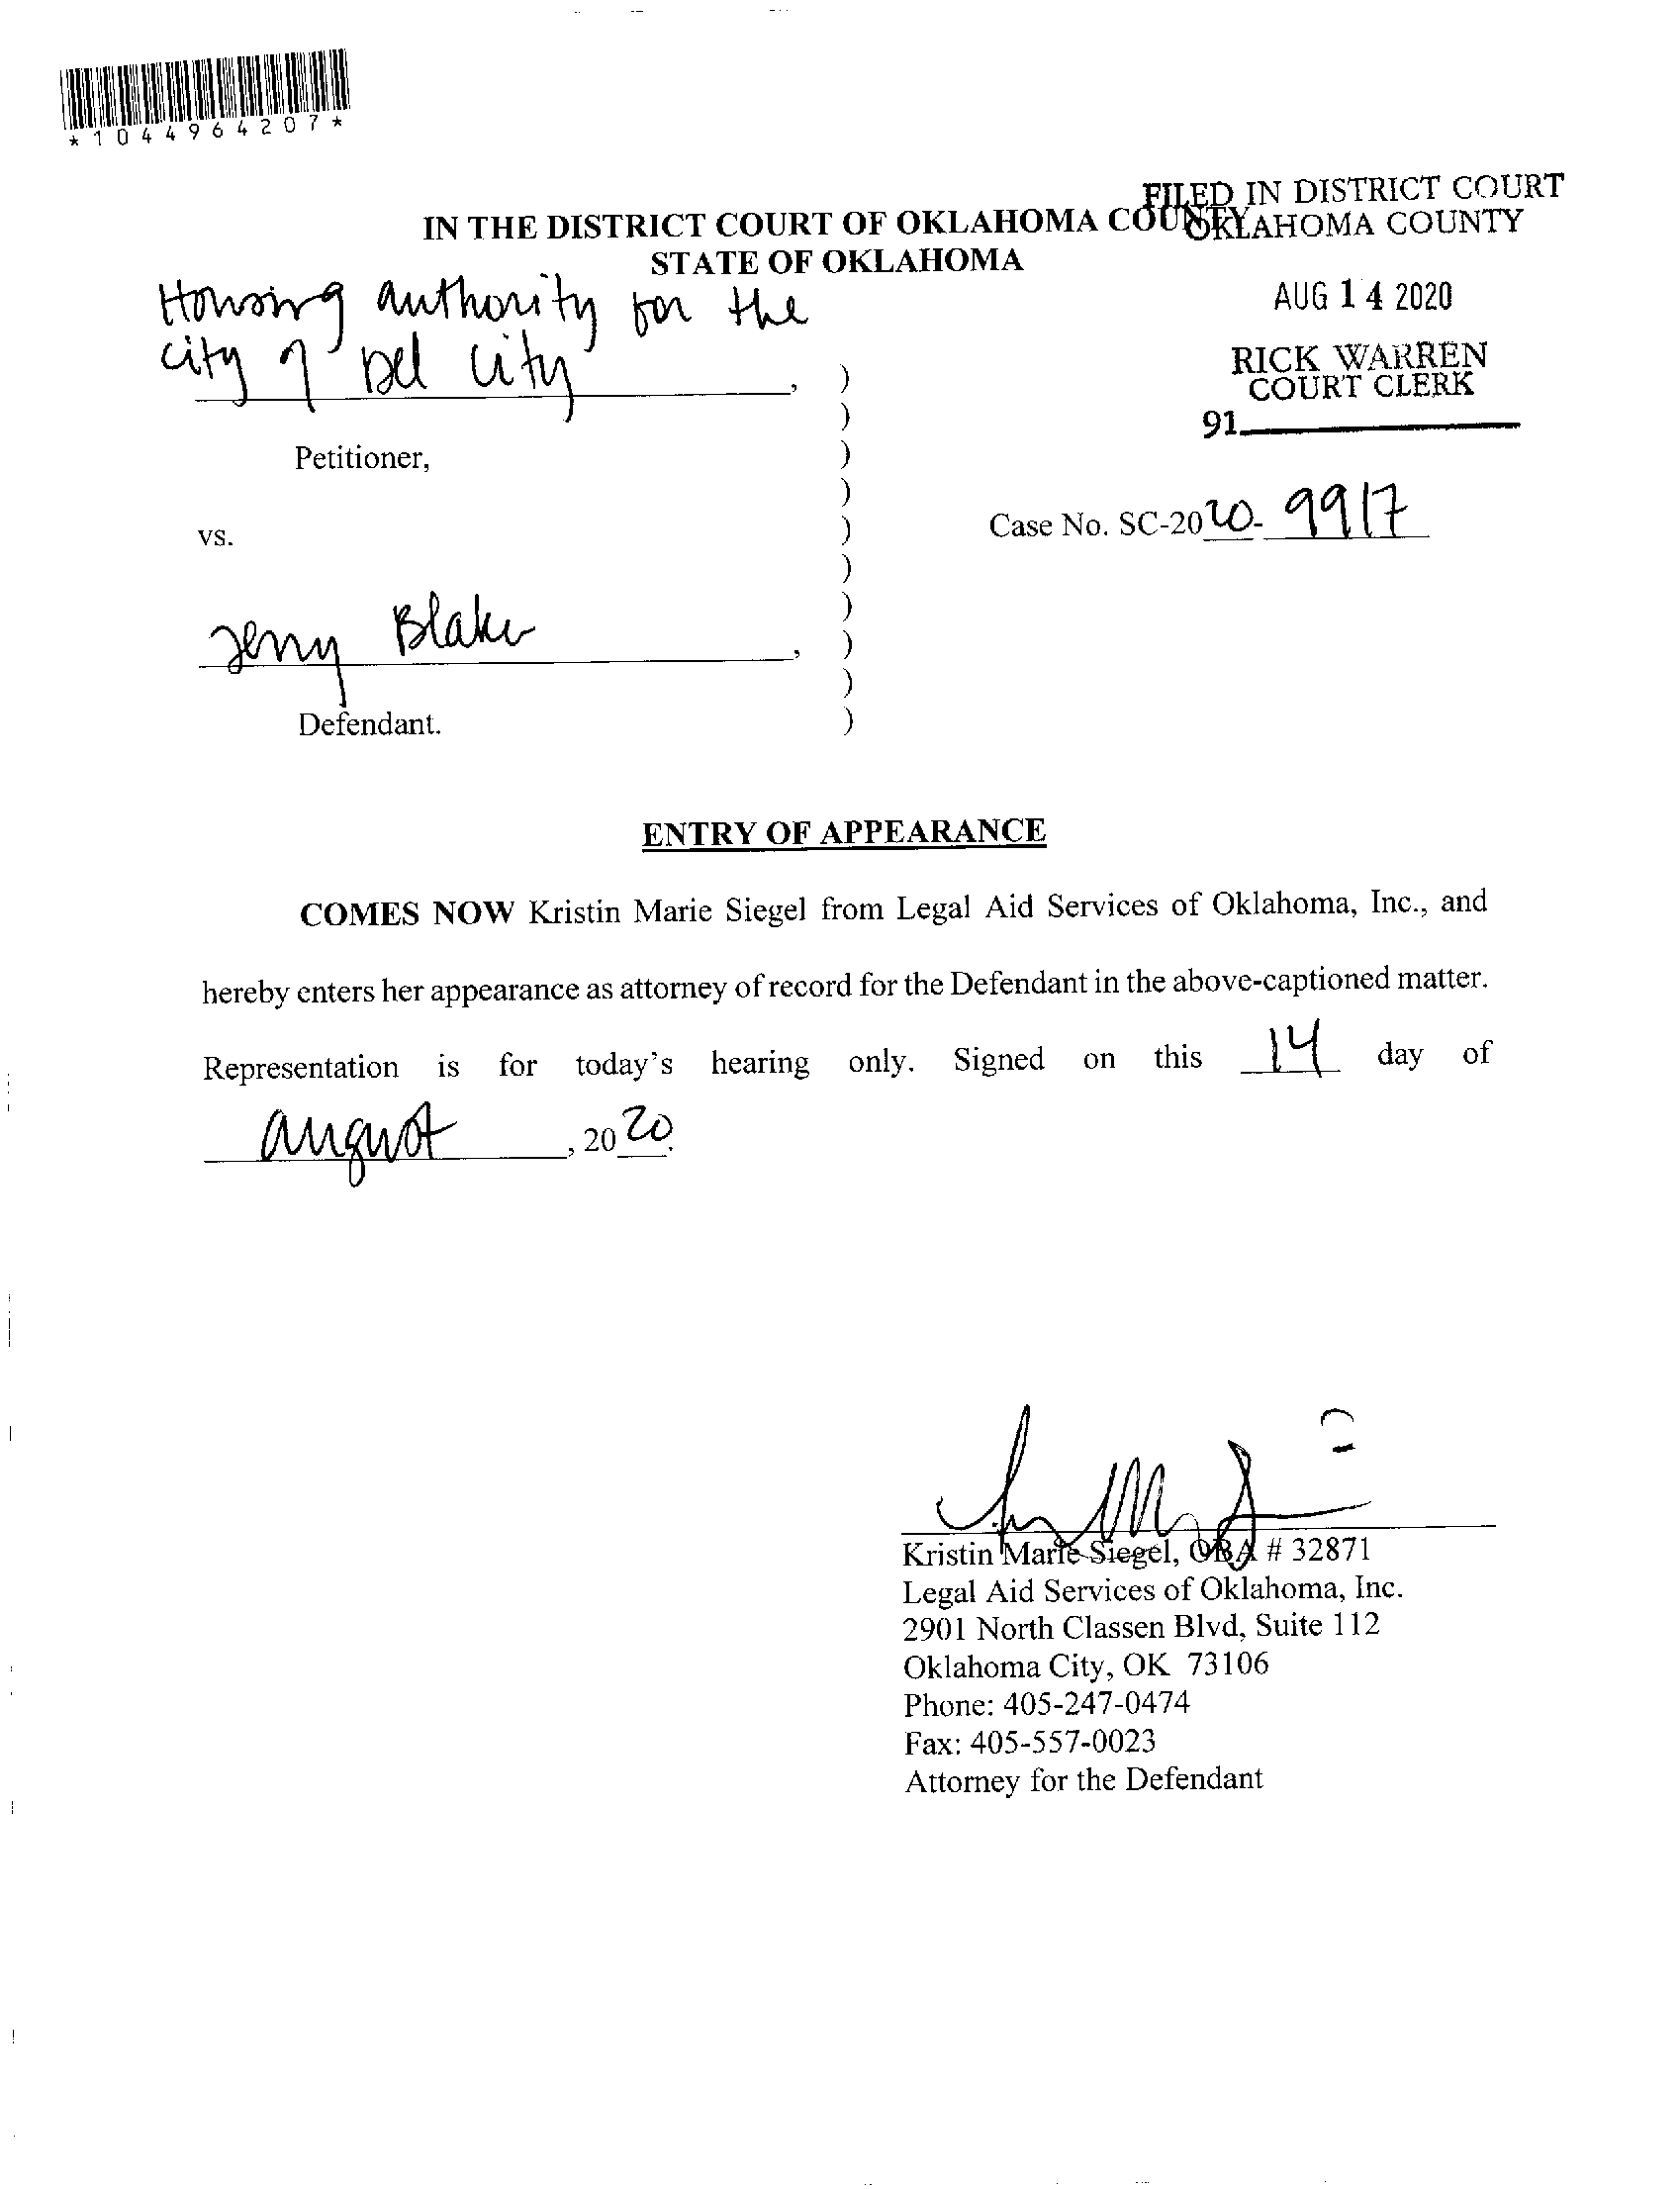 *1044964207*
FILED IN DISTRICT COURT
OKLAHOMA COUNTY
IN THE DISTRICT COURT OF OKLAHOMA COUNTY
STATE OF OKLAHOMA
AUG 14 2020
RICK WARREN
COURT CLERK
91
Housing authority for the
city of Del City,
)
)
Petitioner, )
)
vs. )
Case No. SC-2020-9917
)
)
Jerry Blaker, )
)
Defendant. )
ENTRY OF APPEARANCE
COMES NOW Kristin Marie Siegel from Legal Aid Services of Oklahoma, Inc., and
hereby enters her appearance as attorney of record for the Defendant in the above-captioned matter.
Representation is for today's hearing only. Signed on this 14 day of
august, 2020.
Kristin Marie Siegel, OBA # 32871
Legal Aid Services of Oklahoma, Inc.
2901 North Classen Blvd, Suite 112
Oklahoma City, OK 73106
Phone: 405-247-0474
Fax: 405-557-0023
Attorney for the Defendant